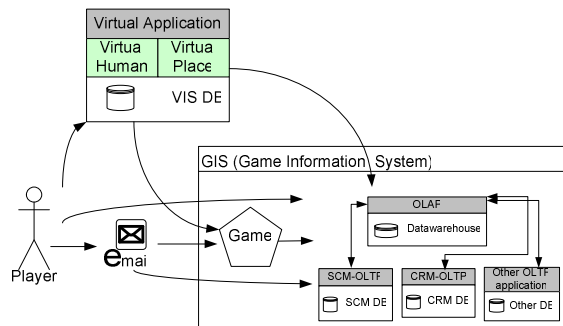 Virtual Application
Virtua Virtua
Human Place
VIS DE
GIS (Game Information System)
OLAF
Datawarehouse
Game
Player
emai
SCM-OLTF
SCM DE
CRM-OLTP
CRM DE
Other OLTF
application
Other DE